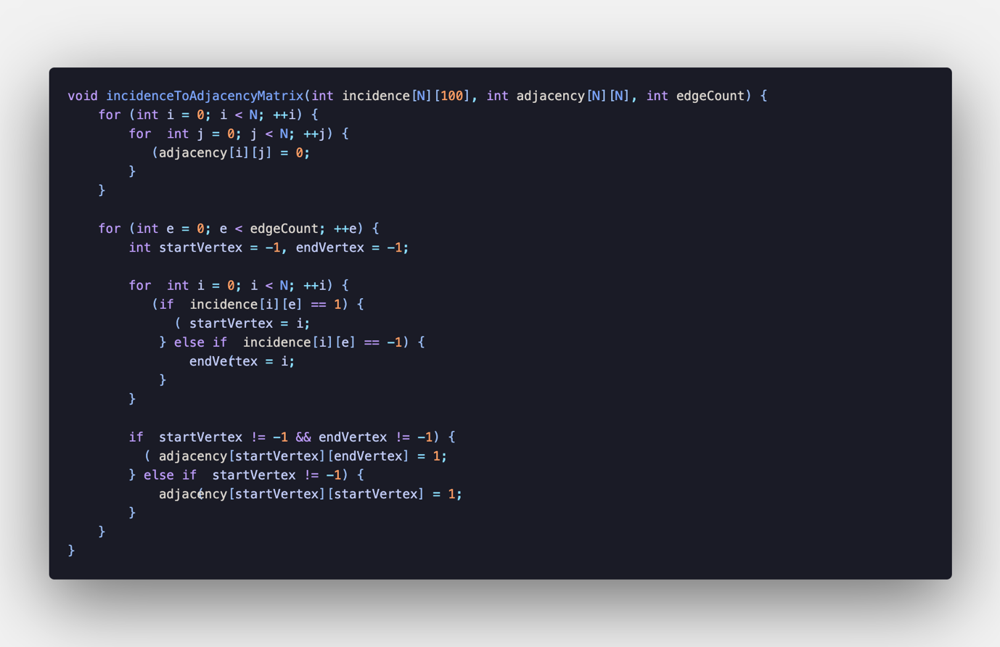 void incidenceToAdjacencyMatrix(int incidence[N][100], int adjacency[N][N], int edgeCount) {
    for (int i = 0; i < N; ++i) {
        for  int j = 0; j < N; ++j) {
           (adjacency[i][j] = 0;
        }
    }

    for (int e = 0; e < edgeCount; ++e) {
        int startVertex = -1, endVertex = -1;

        for  int i = 0; i < N; ++i) {
           (if  incidence[i][e] == 1) {
              ( startVertex = i;
            } else if  incidence[i][e] == -1) {
                endVe(rtex = i;
            }
        }

        if  startVertex != -1 && endVertex != -1) {
          ( adjacency[startVertex][endVertex] = 1;
        } else if  startVertex != -1) {
            adjac(ency[startVertex][startVertex] = 1;
        }
    }
}